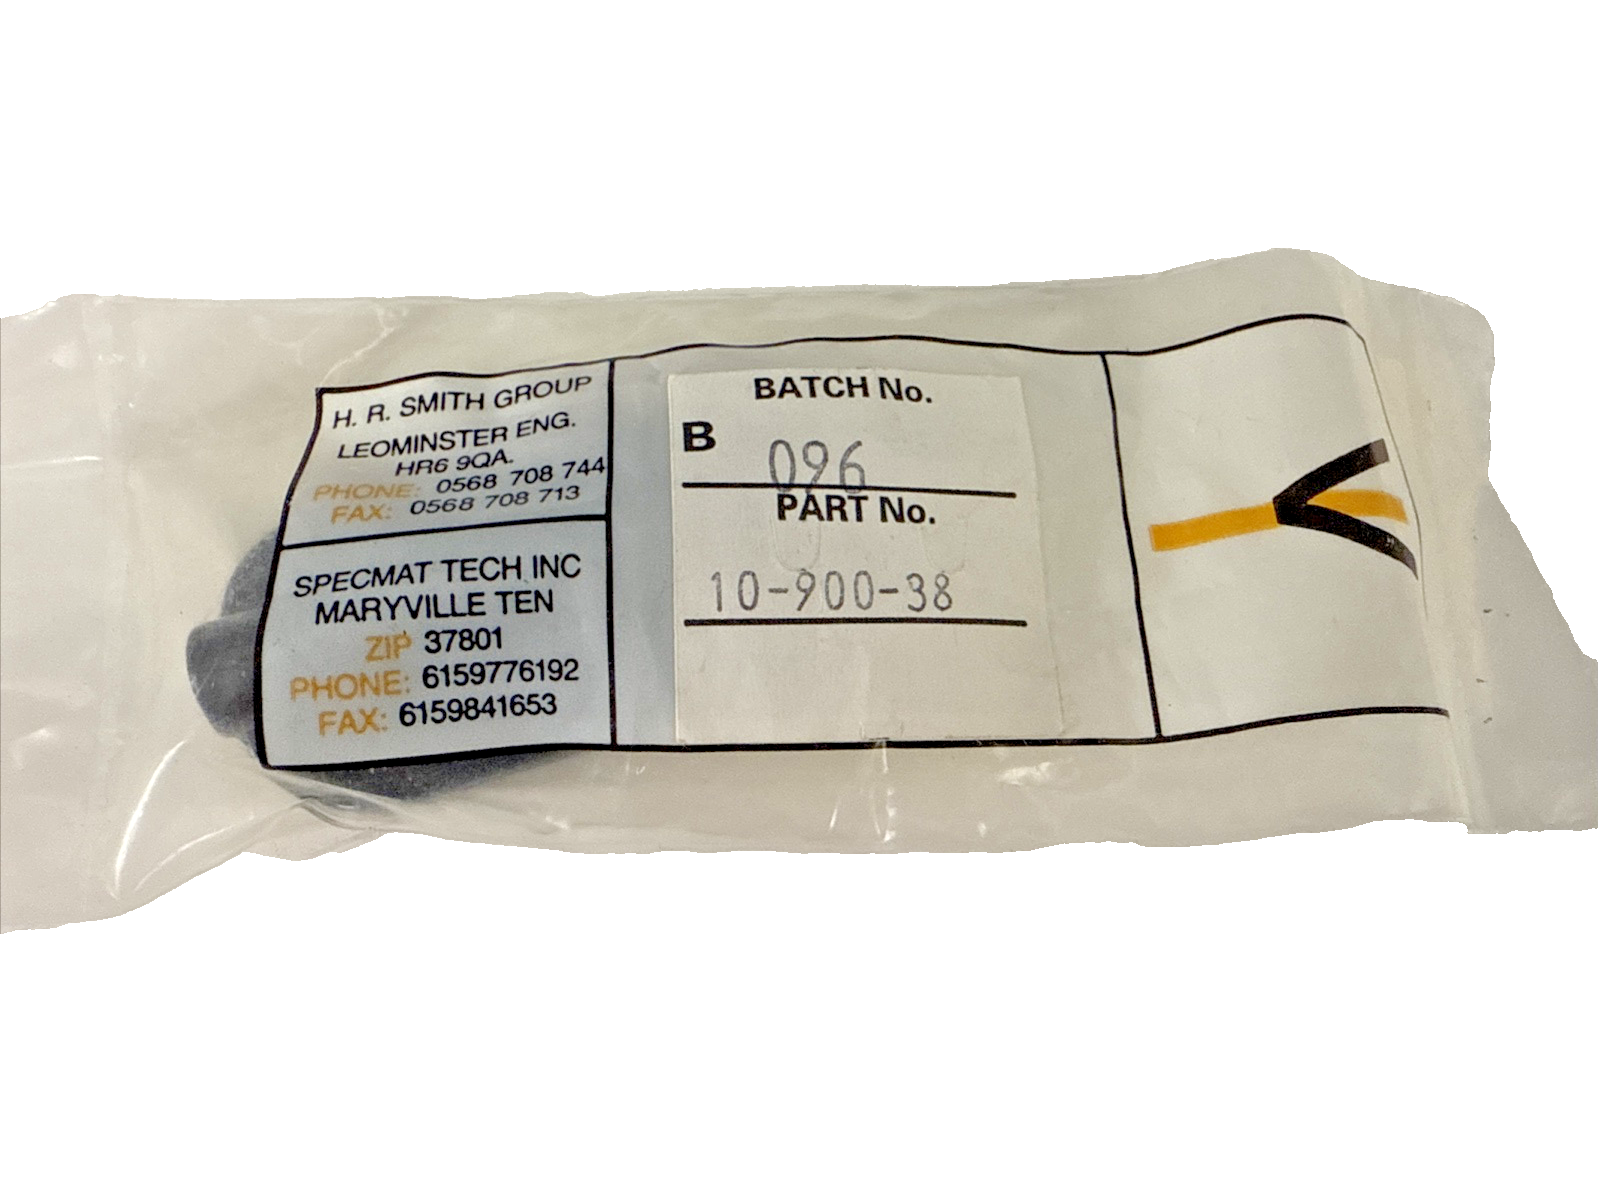 H. R. SMITH GROUP
LEOMINSTER ENG.
HR6 9QA.
PHONE: 0568 708 744
FAX: 0568 708 713
SPECMAT TECH INC
MARYVILLE TEN
ZIP 37801
PHONE: 6159776192
FAX: 6159841653
BATCH No.
B 096
PART No.
10-900-38